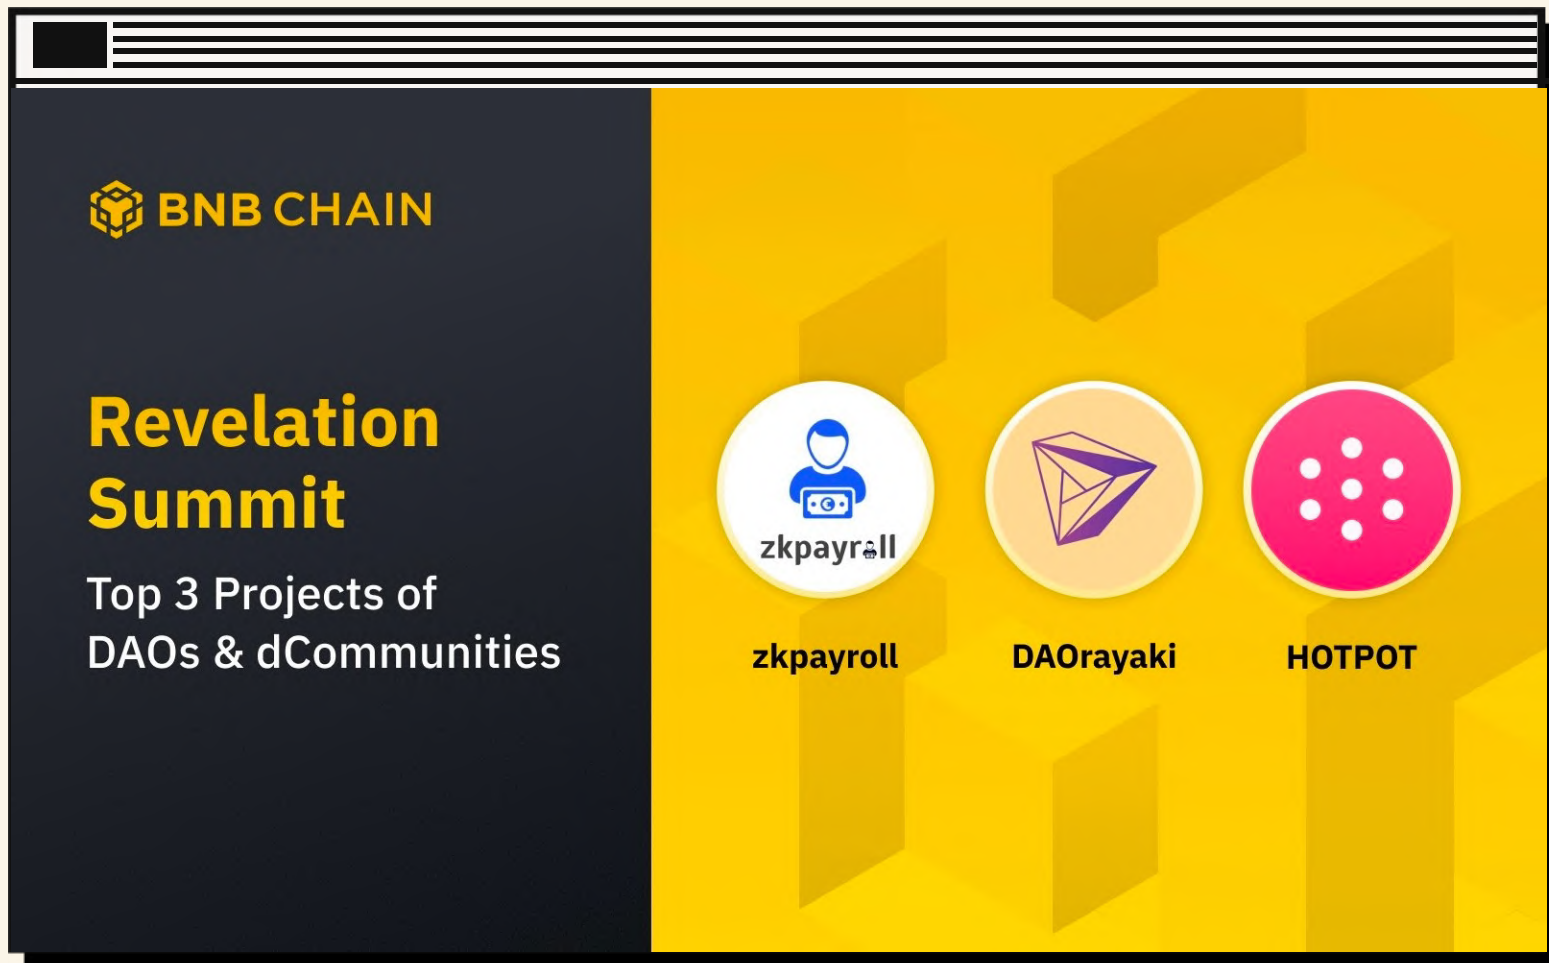 BNB CHAIN
Revelation
Summit
Top 3 Projects of
DAOs & dCommunities
zkpayroll
zkpayroll
DAOrayaki
HOTPOT